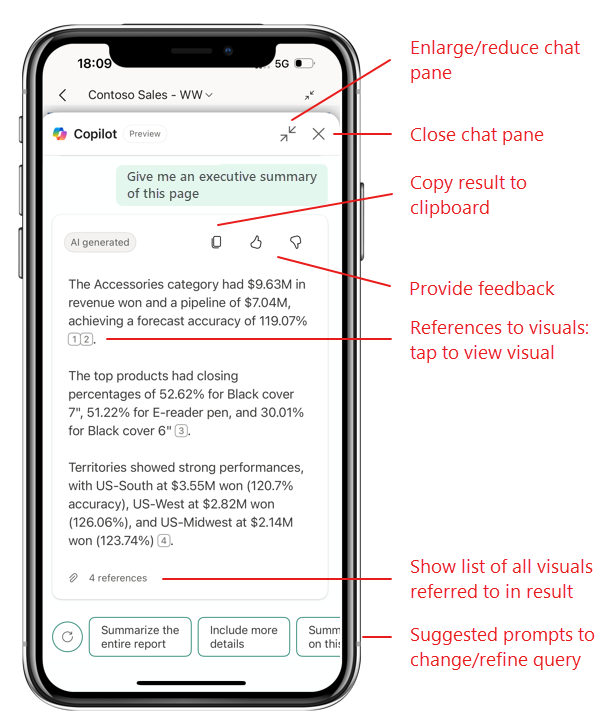 18:09
5G
Contoso Sales - WW
Copilot
Preview
Give me an executive summary
of this page
AI generated
The Accessories category had $9.63M in
revenue won and a pipeline of $7.04M,
achieving a forecast accuracy of 119.07%
1 2.
The top products had closing
percentages of 52.62% for Black cover
7", 51.22% for E-reader pen, and 30.01%
for Black cover 6" 3.
Territories showed strong performances,
with US-South at $3.55M won (120.7%
accuracy), US-West at $2.82M won
(126.06%), and US-Midwest at $2.14M
won (123.74%) 4.
4 references
Summarize the
entire report
Include more
details
Summ
on this
Enlarge/reduce chat
pane
Close chat pane
Copy result to
clipboard
Provide feedback
References to visuals:
tap to view visual
Show list of all visuals
referred to in result
Suggested prompts to
change/refine query